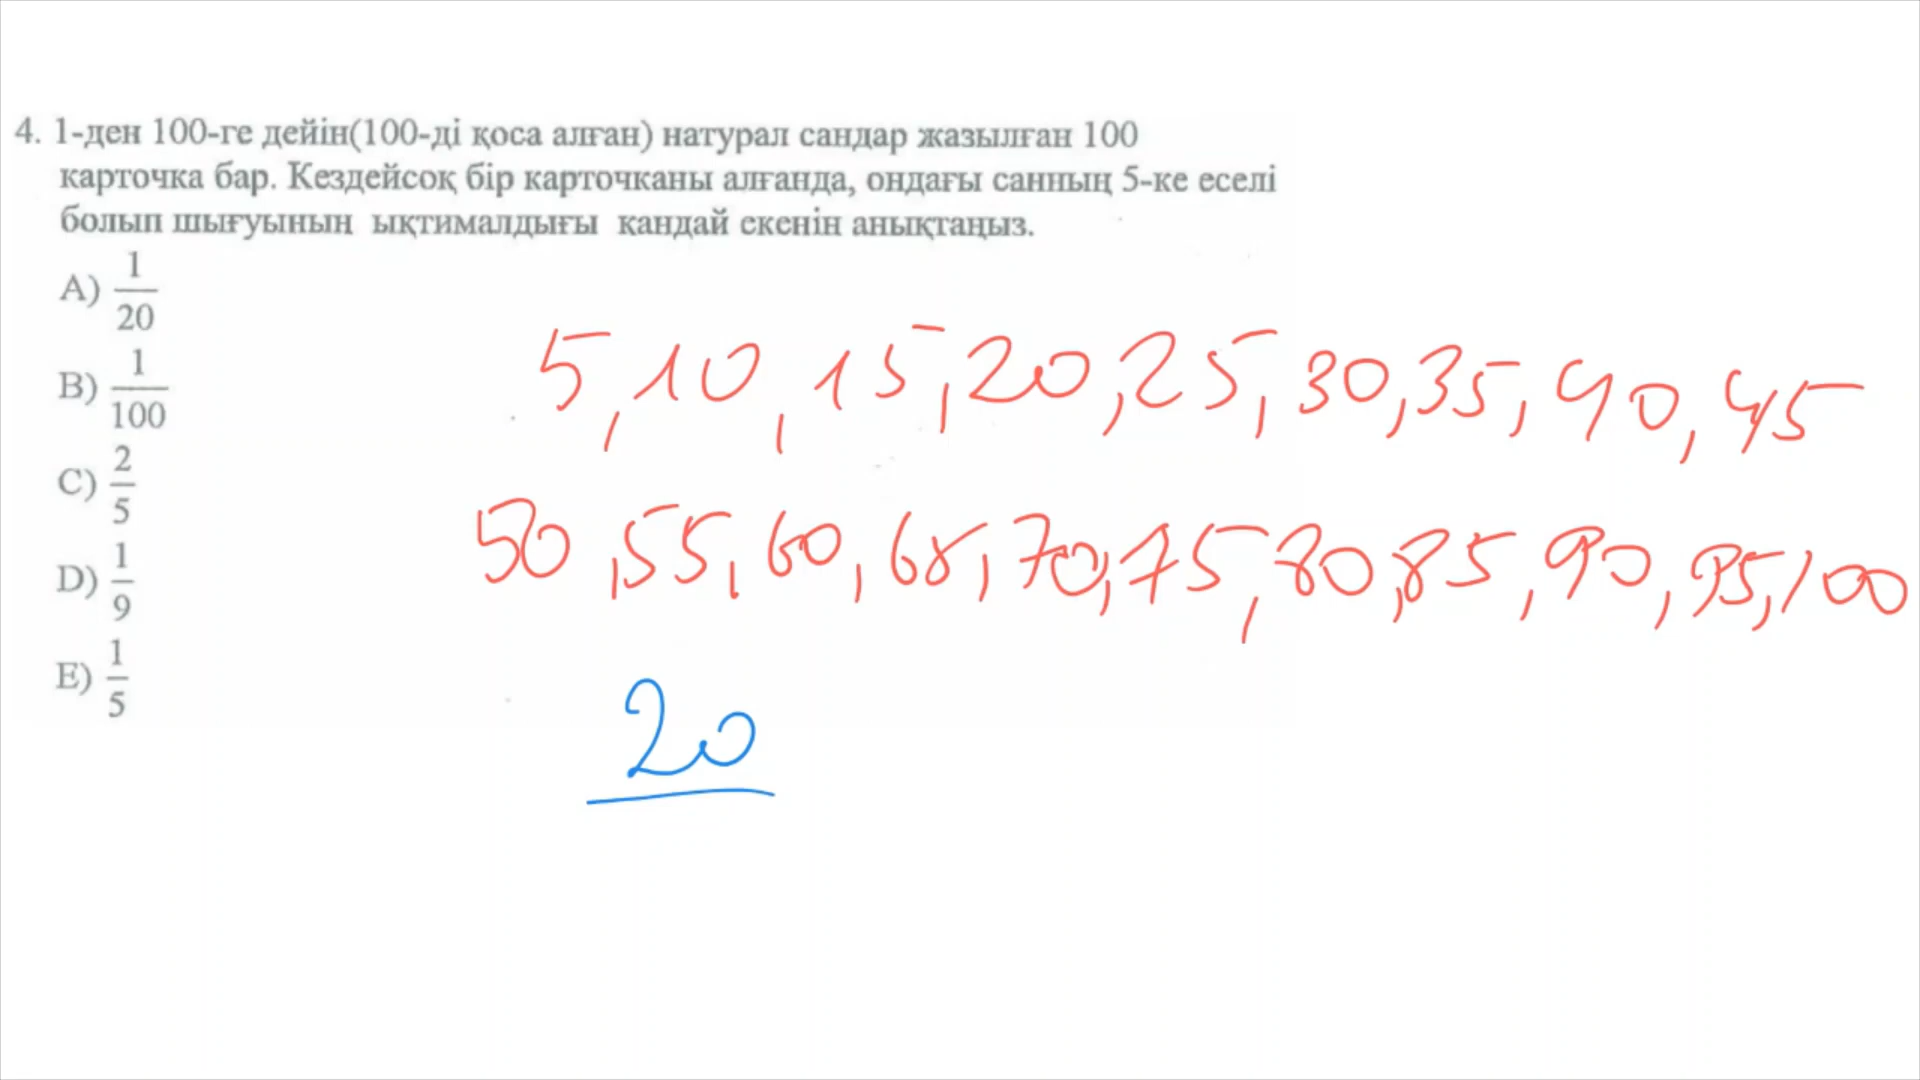 4. 1-ден 100-ге дейін(100-ді қоса алған) натурал сандар жазылған 100
карточка бар. Кездейсоқ бір карточканы алғанда, ондағы санның 5-ке еселі
болып шығуынын ықтималдығы қандай екенін анықтаңыз.
A) 1/20
B) 1/100
C) 2/5
D) 1/9
E) 1/5
5, 10, 15, 20, 25, 30, 35, 40, 45
50, 55, 60, 65, 70, 75, 80, 85, 90, 95, 100
20